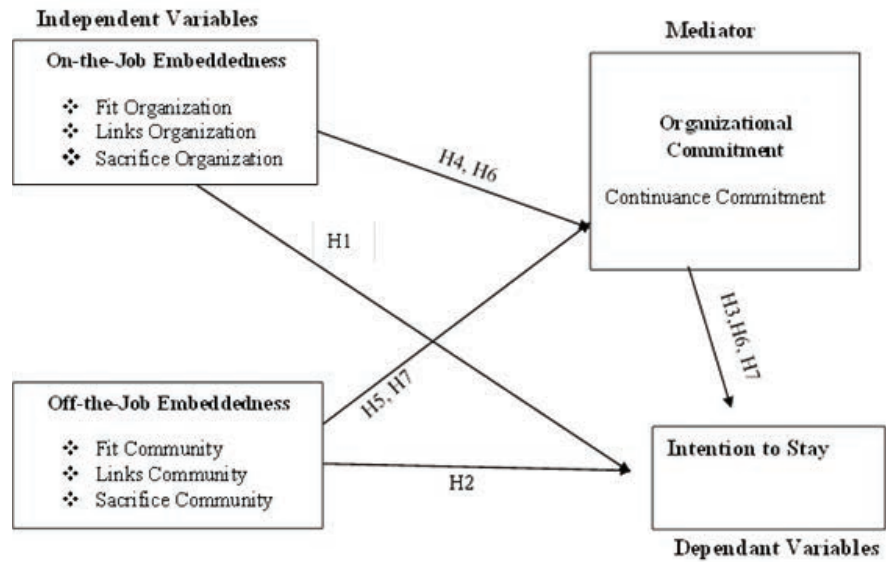 Independent Variables
On-the-Job Embeddedness
❖ Fit Organization
❖ Links Organization
❖ Sacrifice Organization
Mediator
Organizational
Commitment
Continuance Commitment
H4, H6
H1
H3,H6, H7
H5, H7
Off-the-Job Embeddedness
❖ Fit Community
❖ Links Community
❖ Sacrifice Community
H2
Intention to Stay
Dependant Variables